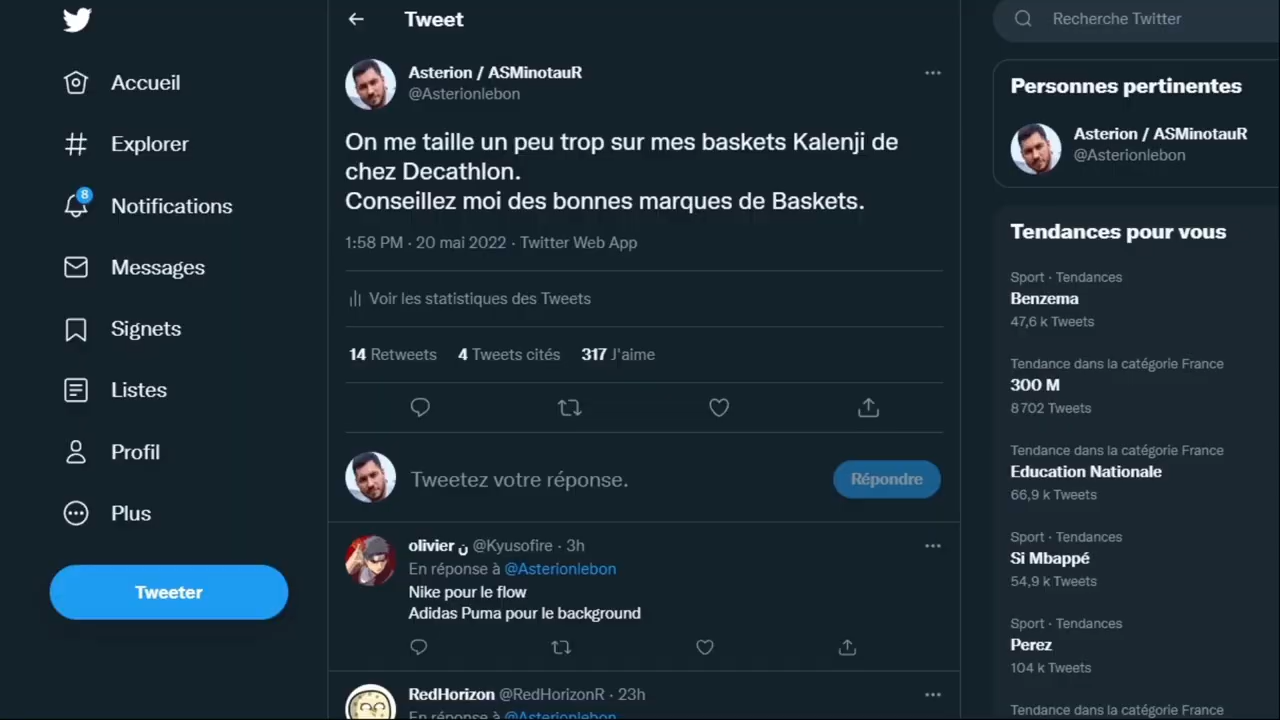 Accueil
Explorer
8
Notifications
Messages
Signets
Listes
Profil
Plus
Tweeter
Tweet
Asterion / ASMinotauR
@Asterionlebon
On me taille un peu trop sur mes baskets Kalenji de
chez Decathlon.
Conseillez moi des bonnes marques de Baskets.
1:58 PM · 20 mai 2022 · Twitter Web App
Voir les statistiques des Tweets
14 Retweets 4 Tweets cités 317 J'aime
Tweetez votre réponse.
Répondre
olivier ن @Kyusofire · 3h
En réponse à @Asterionlebon
Nike pour le flow
Adidas Puma pour le background
RedHorizon @RedHorizonR · 23h
En réponse à @Asterionlebon
Recherche Twitter
Personnes pertinentes
Asterion / ASMinotauR
@Asterionlebon
Tendances pour vous
Sport · Tendances
Benzema
47,6 k Tweets
Tendance dans la catégorie France
300 M
8 702 Tweets
Tendance dans la catégorie France
Education Nationale
66,9 k Tweets
Sport · Tendances
Si Mbappé
54,9 k Tweets
Sport · Tendances
Perez
104 k Tweets
Tendance dans la catégorie France